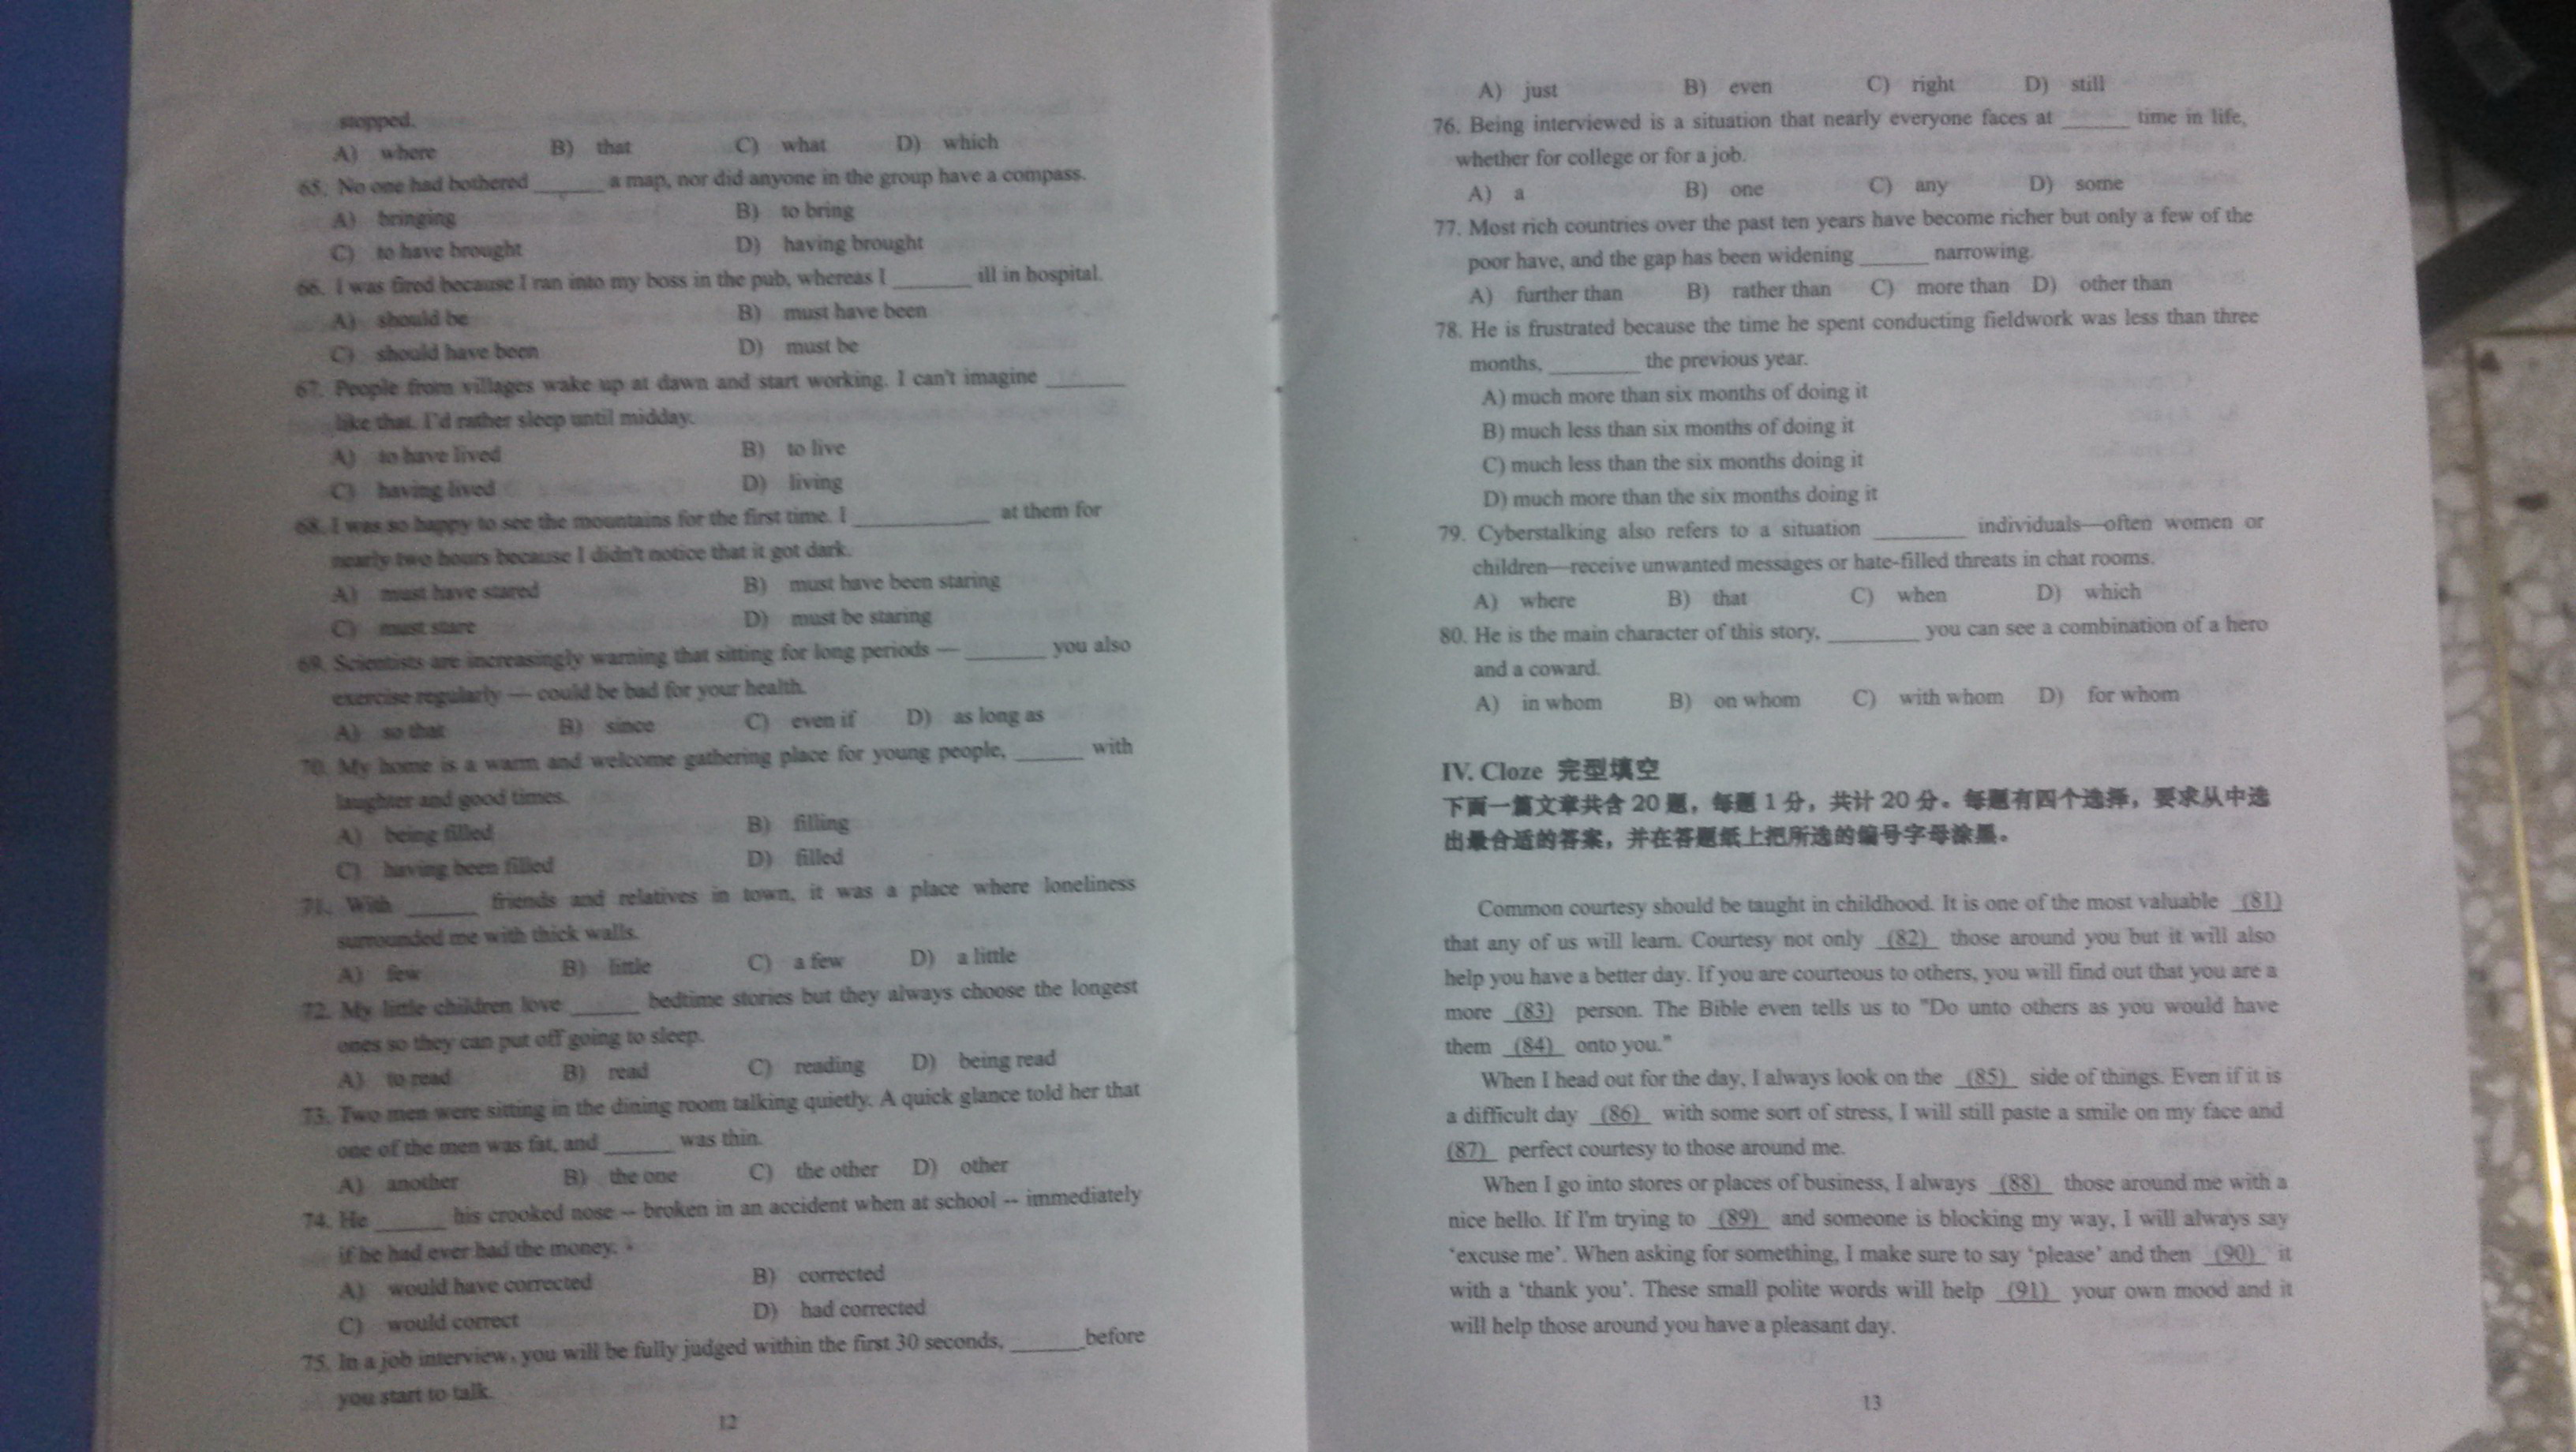 stopped.
A) where B) that C) what D) which
65. No one had bothered ______ a map, nor did anyone in the group have a compass.
A) bringing B) to bring
C) to have brought D) having brought
66. I was fired because I ran into my boss in the pub, whereas I ______ ill in hospital.
A) should be B) must have been
C) should have been D) must be
67. People from villages wake up at dawn and start working. I can't imagine ______
like that. I'd rather sleep until midday.
A) to have lived B) to live
C) having lived D) living
68. I was so happy to see the mountains for the first time. I ______ at them for
nearly two hours because I didn't notice that it got dark.
A) must have stared B) must have been staring
C) must stare D) must be staring
69. Scientists are increasingly warning that sitting for long periods — ______ you also
exercise regularly — could be bad for your health.
A) so that B) since C) even if D) as long as
70. My home is a warm and welcome gathering place for young people, ______ with
laughter and good times.
A) being filled B) filling
C) having been filled D) filled
71. With ______ friends and relatives in town, it was a place where loneliness
surrounded me with thick walls.
A) few B) little C) a few D) a little
72. My little children love ______ bedtime stories but they always choose the longest
ones so they can put off going to sleep.
A) to read B) read C) reading D) being read
73. Two men were sitting in the dining room talking quietly. A quick glance told her that
one of the men was fat, and ______ was thin.
A) another B) the one C) the other D) other
74. He ______ his crooked nose -- broken in an accident when at school -- immediately
if he had ever had the money.
A) would have corrected B) corrected
C) would correct D) had corrected
75. In a job interview, you will be fully judged within the first 30 seconds, ______ before
you start to talk.
12
A) just B) even C) right D) still
76. Being interviewed is a situation that nearly everyone faces at ______ time in life,
whether for college or for a job.
A) a B) one C) any D) some
77. Most rich countries over the past ten years have become richer but only a few of the
poor have, and the gap has been widening ______ narrowing.
A) further than B) rather than C) more than D) other than
78. He is frustrated because the time he spent conducting fieldwork was less than three
months, ______ the previous year.
A) much more than six months of doing it
B) much less than six months of doing it
C) much less than the six months doing it
D) much more than the six months doing it
79. Cyberstalking also refers to a situation ______ individuals—often women or
children—receive unwanted messages or hate-filled threats in chat rooms.
A) where B) that C) when D) which
80. He is the main character of this story, ______ you can see a combination of a hero
and a coward.
A) in whom B) on whom C) with whom D) for whom
IV. Cloze 完型填空
下面一篇文章共含 20 题，每题 1 分，共计 20 分。每题有四个选择，要求从中选
出最合适的答案，并在答题纸上把所选的编号字母涂黑。
Common courtesy should be taught in childhood. It is one of the most valuable (81)
that any of us will learn. Courtesy not only (82) those around you but it will also
help you have a better day. If you are courteous to others, you will find out that you are a
more (83) person. The Bible even tells us to "Do unto others as you would have
them (84) onto you."
When I head out for the day, I always look on the (85) side of things. Even if it is
a difficult day (86) with some sort of stress, I will still paste a smile on my face and
(87) perfect courtesy to those around me.
When I go into stores or places of business, I always (88) those around me with a
nice hello. If I'm trying to (89) and someone is blocking my way, I will always say
‘excuse me’. When asking for something, I make sure to say ‘please’ and then (90) it
with a ‘thank you’. These small polite words will help (91) your own mood and it
will help those around you have a pleasant day.
13